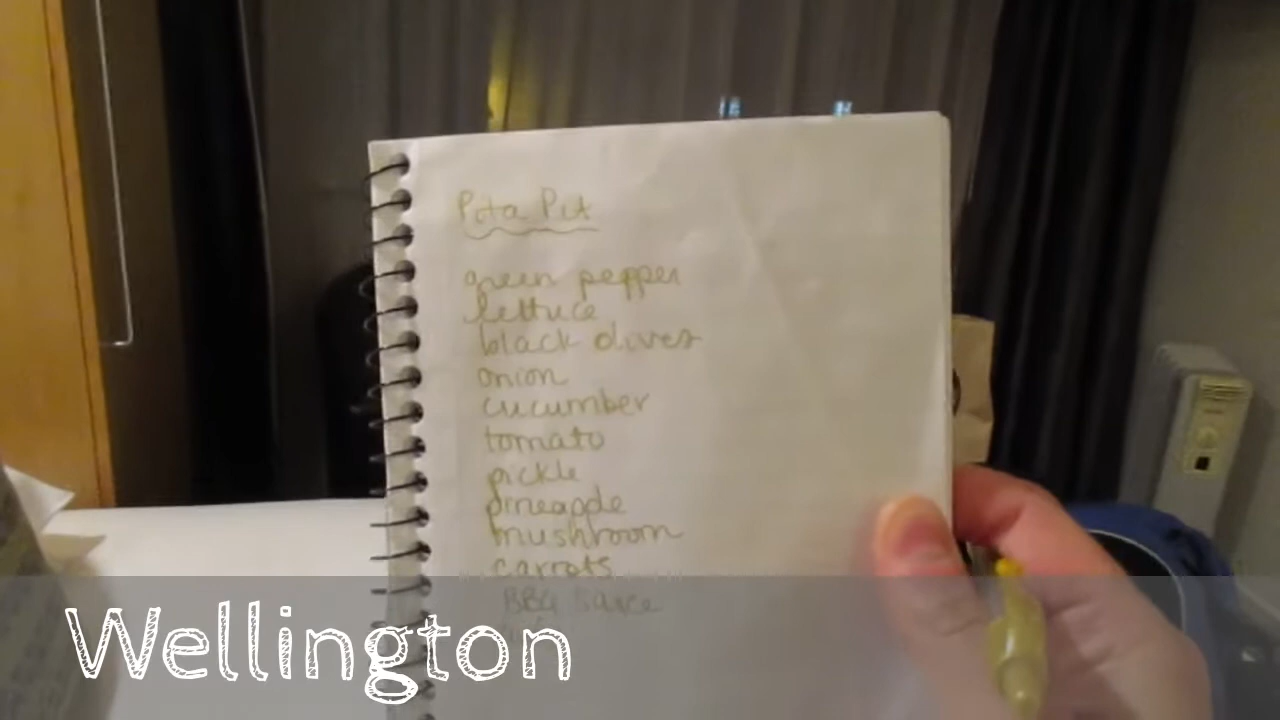 Pita Pit
green pepper
lettuce
black olives
onion
cucumber
tomato
pickle
pineapple
mushroom
carrots
BBQ sauce
Wellington